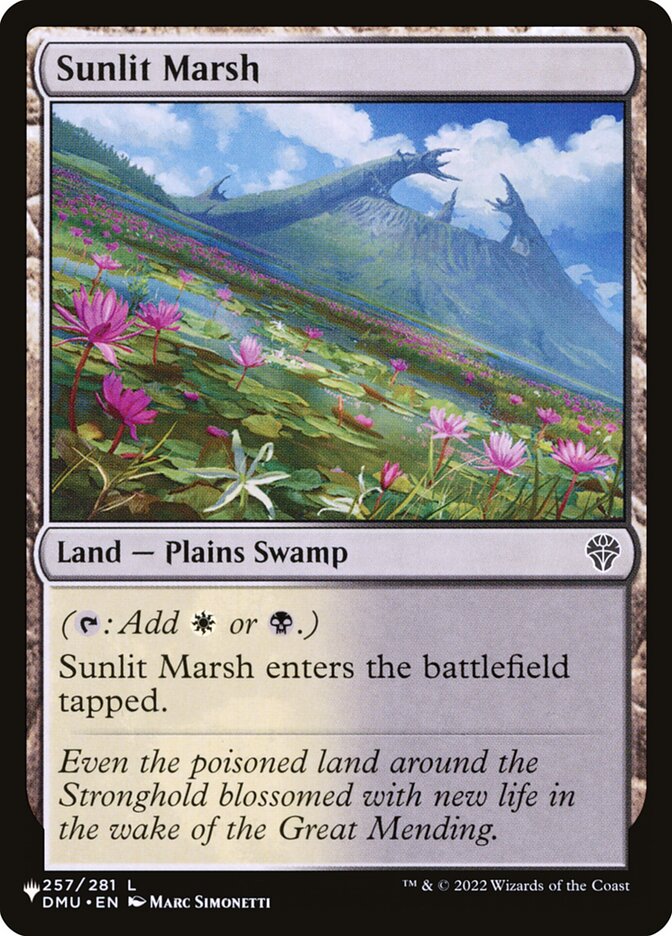 Sunlit Marsh
Land — Plains Swamp
(: Add or .)
Sunlit Marsh enters the battlefield
tapped.
Even the poisoned land around the
Stronghold blossomed with new life in
the wake of the Great Mending.
257/281 L
DMU • EN Marc Simonetti
™ & © 2022 Wizards of the Coast